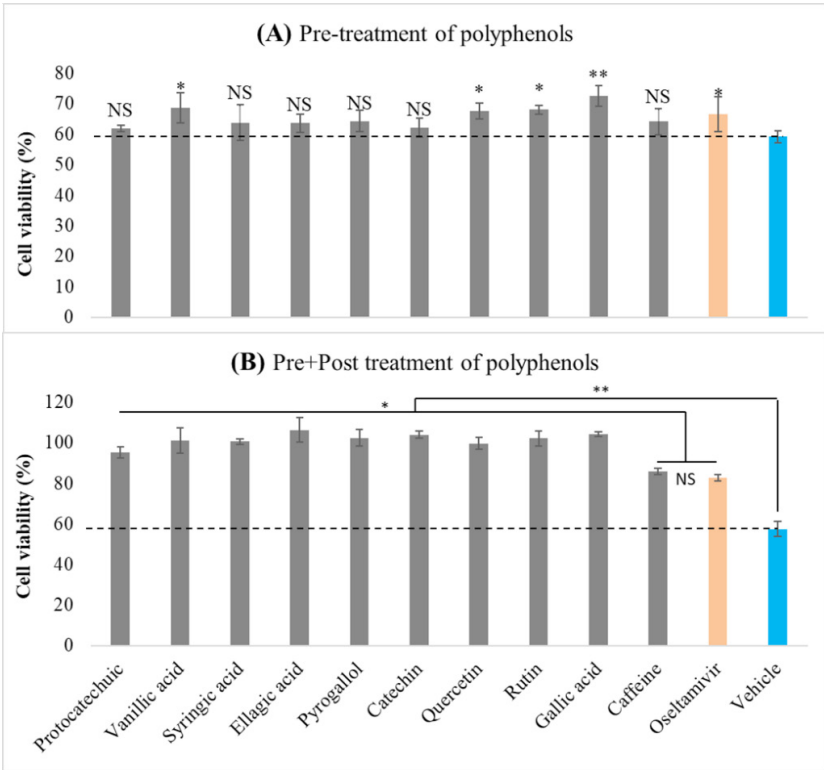 (A) Pre-treatment of polyphenols
Cell viability (%)
80
70
60
50
40
30
20
10
0
NS
*
NS
NS
NS
NS
*
*
**
NS
*
(B) Pre+Post treatment of polyphenols
Cell viability (%)
120
100
80
60
40
20
0
*
**
NS
Protocatechuic
Vanillic acid
Syringic acid
Ellagic acid
Pyrogallol
Catechin
Quercetin
Rutin
Gallic acid
Caffeine
Oseltamivir
Vehicle